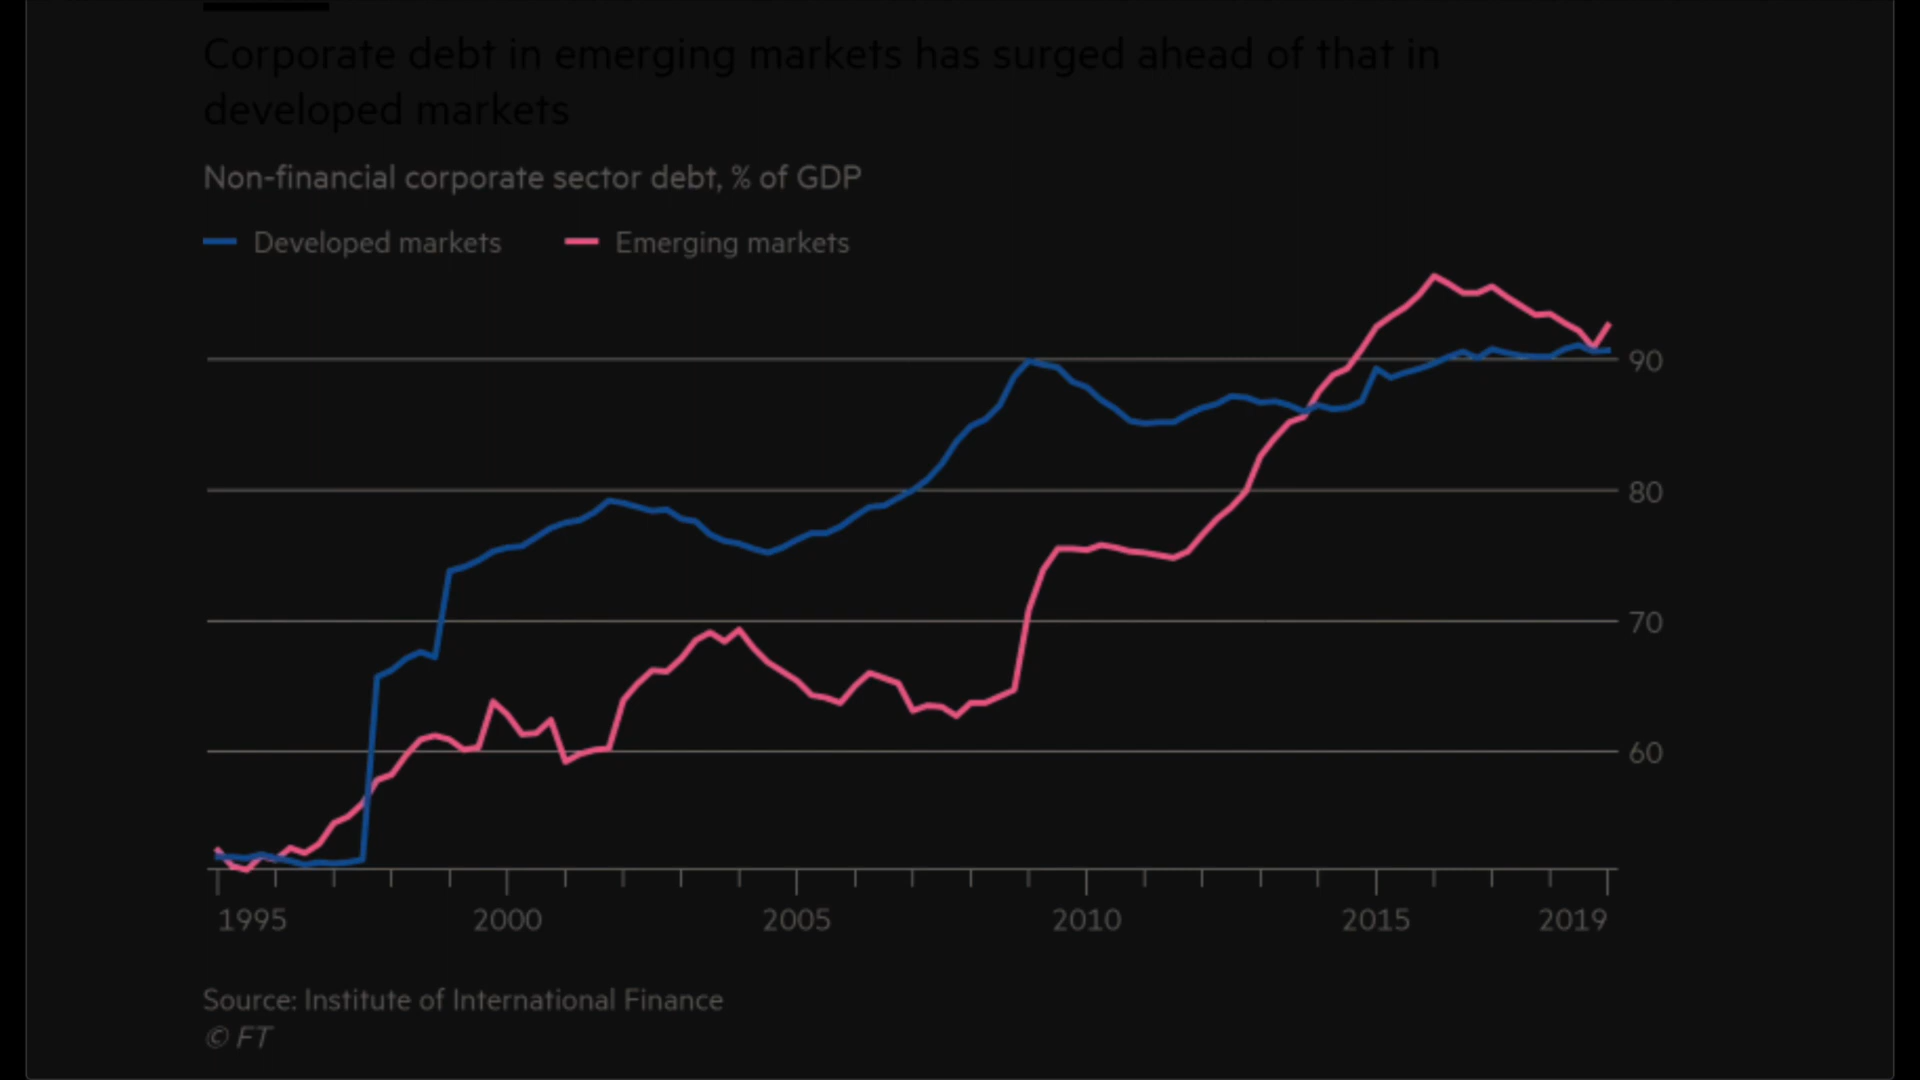 Corporate debt in emerging markets has surged ahead of that in
developed markets
Non-financial corporate sector debt, % of GDP
Developed markets Emerging markets
90
80
70
60
1995 2000 2005 2010 2015 2019
Source: Institute of International Finance
© FT